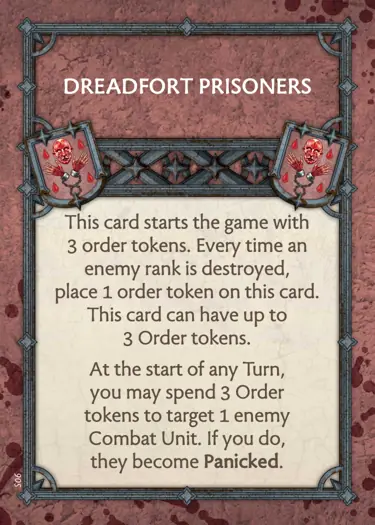 DREADFORT PRISONERS
This card starts the game with
3 order tokens. Every time an
enemy rank is destroyed,
place 1 order token on this card.
This card can have up to
3 Order tokens.
At the start of any Turn,
you may spend 3 Order
tokens to target 1 enemy
Combat Unit. If you do,
they become Panicked.
S06